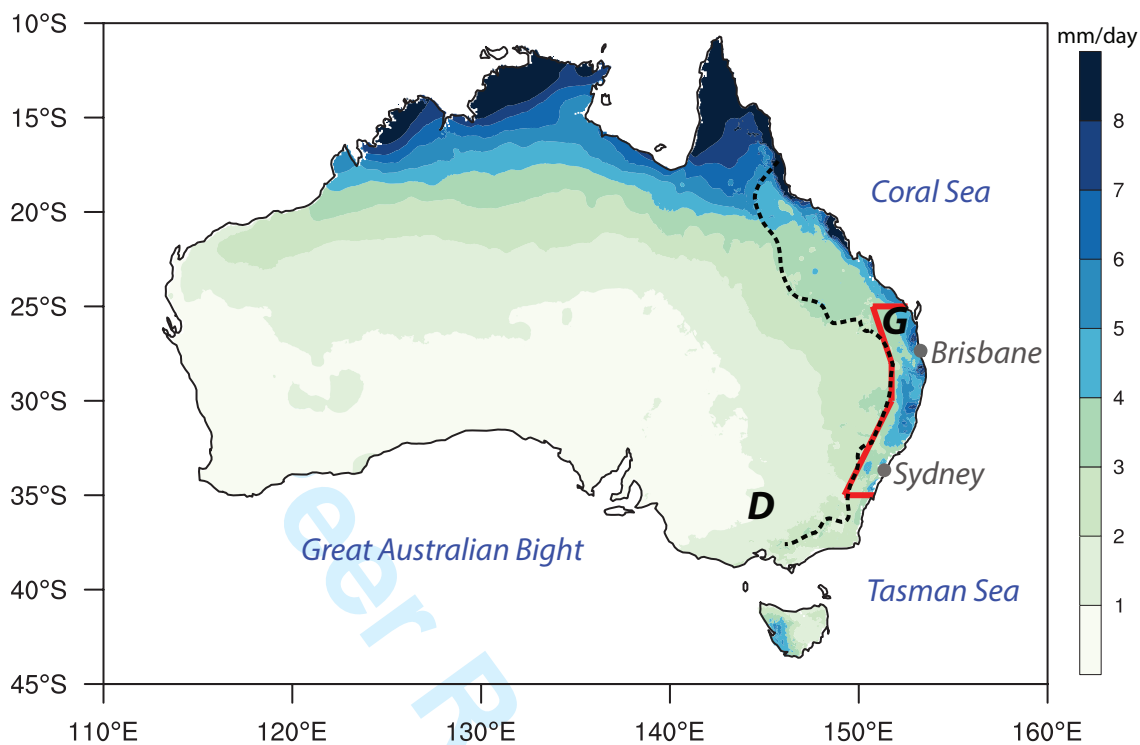 mm/day
10°S
15°S
20°S
25°S
30°S
35°S
40°S
45°S
110°E
120°E
130°E
140°E
150°E
160°E
Coral Sea
G
Brisbane
Sydney
D
Great Australian Bight
Tasman Sea
8
7
6
5
4
3
2
1
eer R